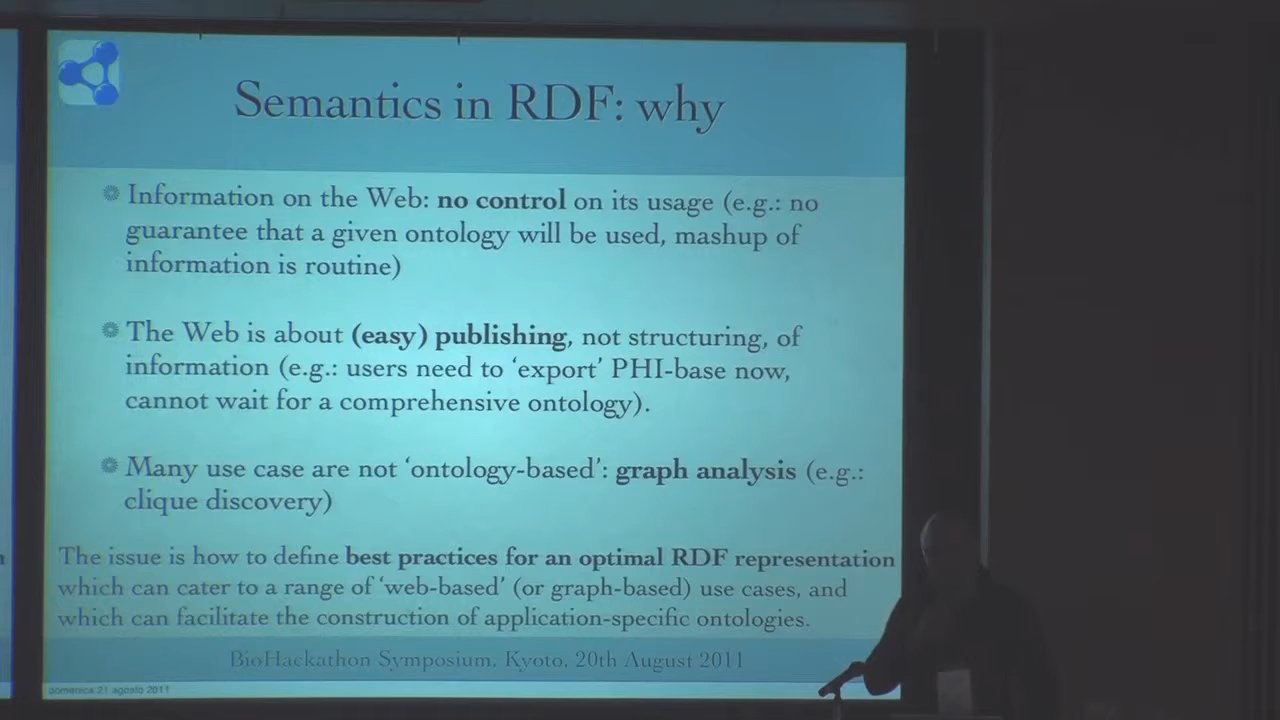 Semantics in RDF: why
Information on the Web: no control on its usage (e.g.: no
guarantee that a given ontology will be used, mashup of
information is routine)
The Web is about (easy) publishing, not structuring, of
information (e.g.: users need to 'export' PHI-base now,
cannot wait for a comprehensive ontology).
Many use case are not 'ontology-based': graph analysis (e.g.:
clique discovery)
The issue is how to define best practices for an optimal RDF representation
which can cater to a range of 'web-based' (or graph-based) use cases, and
which can facilitate the construction of application-specific ontologies.
BioHackathon Symposium, Kyoto, 20th August 2011
domenica 21 agosto 2011